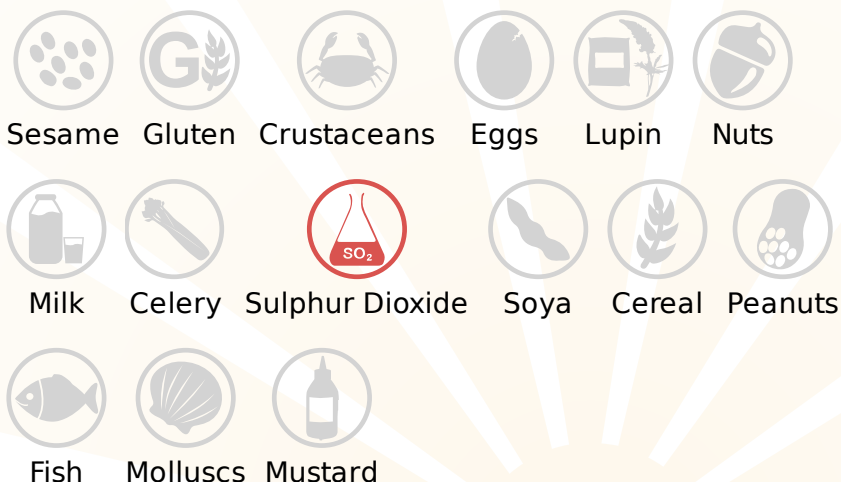 G
Sesame Gluten Crustaceans Eggs Lupin Nuts
SO₂
Milk Celery Sulphur Dioxide Soya Cereal Peanuts
Fish Molluscs Mustard